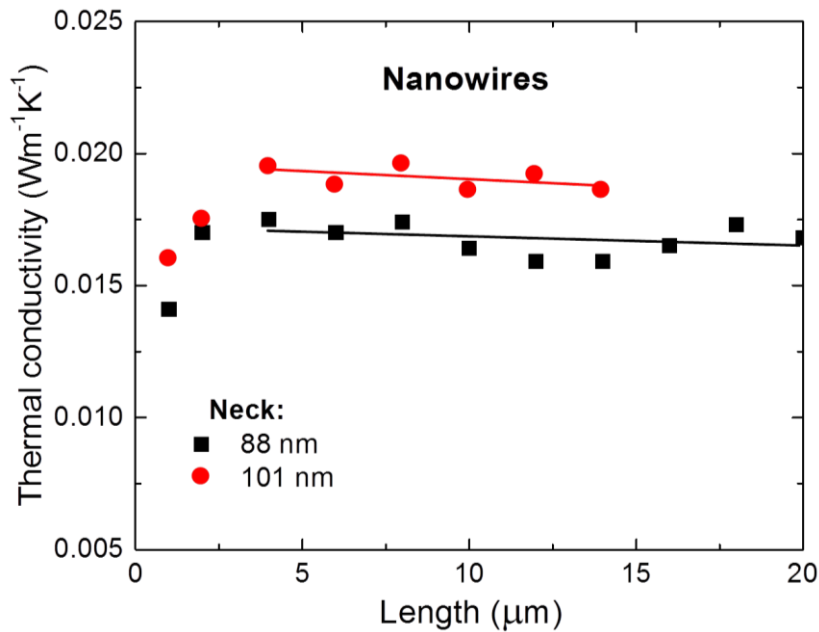 Thermal conductivity (Wm⁻¹K⁻¹)
0.025
0.020
0.015
0.010
0.005
Nanowires
Neck:
88 nm
101 nm
0 5 10 15 20
Length (μm)